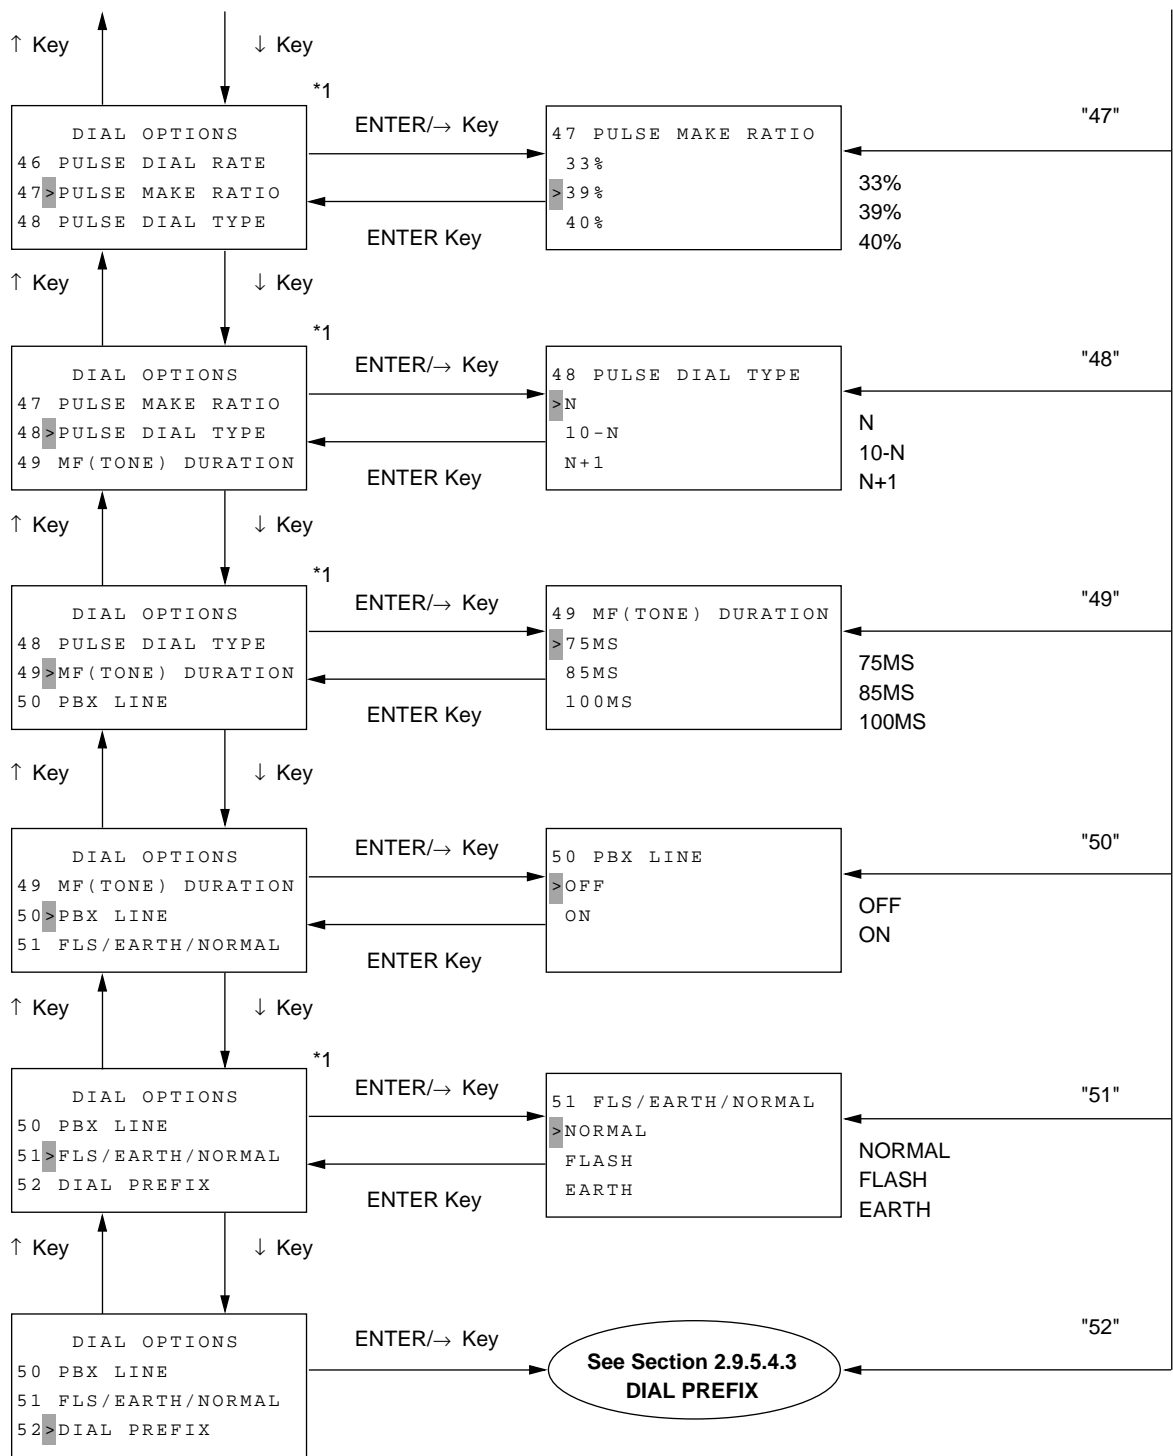 ↑ Key
↓ Key
*1
DIAL OPTIONS
46 PULSE DIAL RATE
47>PULSE MAKE RATIO
48 PULSE DIAL TYPE
ENTER/→ Key
ENTER Key
47 PULSE MAKE RATIO
33%
>39%
40%
"47"
33%
39%
40%
↑ Key
↓ Key
*1
DIAL OPTIONS
47 PULSE MAKE RATIO
48>PULSE DIAL TYPE
49 MF(TONE) DURATION
ENTER/→ Key
ENTER Key
48 PULSE DIAL TYPE
>N
10-N
N+1
"48"
N
10-N
N+1
↑ Key
↓ Key
*1
DIAL OPTIONS
48 PULSE DIAL TYPE
49>MF(TONE) DURATION
50 PBX LINE
ENTER/→ Key
ENTER Key
49 MF(TONE) DURATION
>75MS
85MS
100MS
"49"
75MS
85MS
100MS
↑ Key
↓ Key
DIAL OPTIONS
49 MF(TONE) DURATION
50>PBX LINE
51 FLS/EARTH/NORMAL
ENTER/→ Key
ENTER Key
50 PBX LINE
>OFF
ON
"50"
OFF
ON
↑ Key
↓ Key
*1
DIAL OPTIONS
50 PBX LINE
51>FLS/EARTH/NORMAL
52 DIAL PREFIX
ENTER/→ Key
ENTER Key
51 FLS/EARTH/NORMAL
>NORMAL
FLASH
EARTH
"51"
NORMAL
FLASH
EARTH
↑ Key
↓ Key
DIAL OPTIONS
50 PBX LINE
51 FLS/EARTH/NORMAL
52>DIAL PREFIX
ENTER/→ Key
See Section 2.9.5.4.3
DIAL PREFIX
"52"